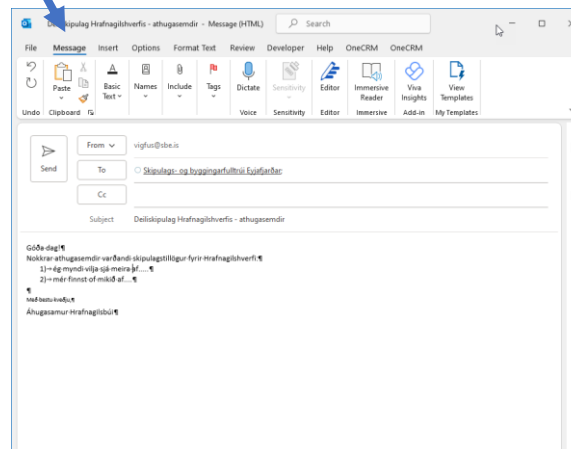 Deiliskipulag Hrafnagilshverfis - athugasemdir - Message (HTML)
Search
File Message Insert Options Format Text Review Developer Help OneCRM OneCRM
Paste
Basic Text
Names
Include
Tags
Dictate
Sensitivity
Editor
Immersive Reader
Viva Insights
View Templates
Undo Clipboard Voice Sensitivity Editor Immersive Add-in My Templates
Send
From vigfus@sbe.is
To Skipulags- og byggingarfulltrúi Eyjafjarðar;
Cc
Subject Deiliskipulag Hrafnagilshverfis - athugasemdir
Góða·dag!¶
Nokkrar·athugasemdir·varðandi·skipulagstillögur·fyrir·Hrafnagilshverfi:¶
1)→ég·myndi·vilja·sjá·meira·af.....¶
2)→mér·finnst·of·mikið·af....¶
¶
Með·bestu·kveðju,¶
Áhugasamur·Hrafnagilsbúi¶